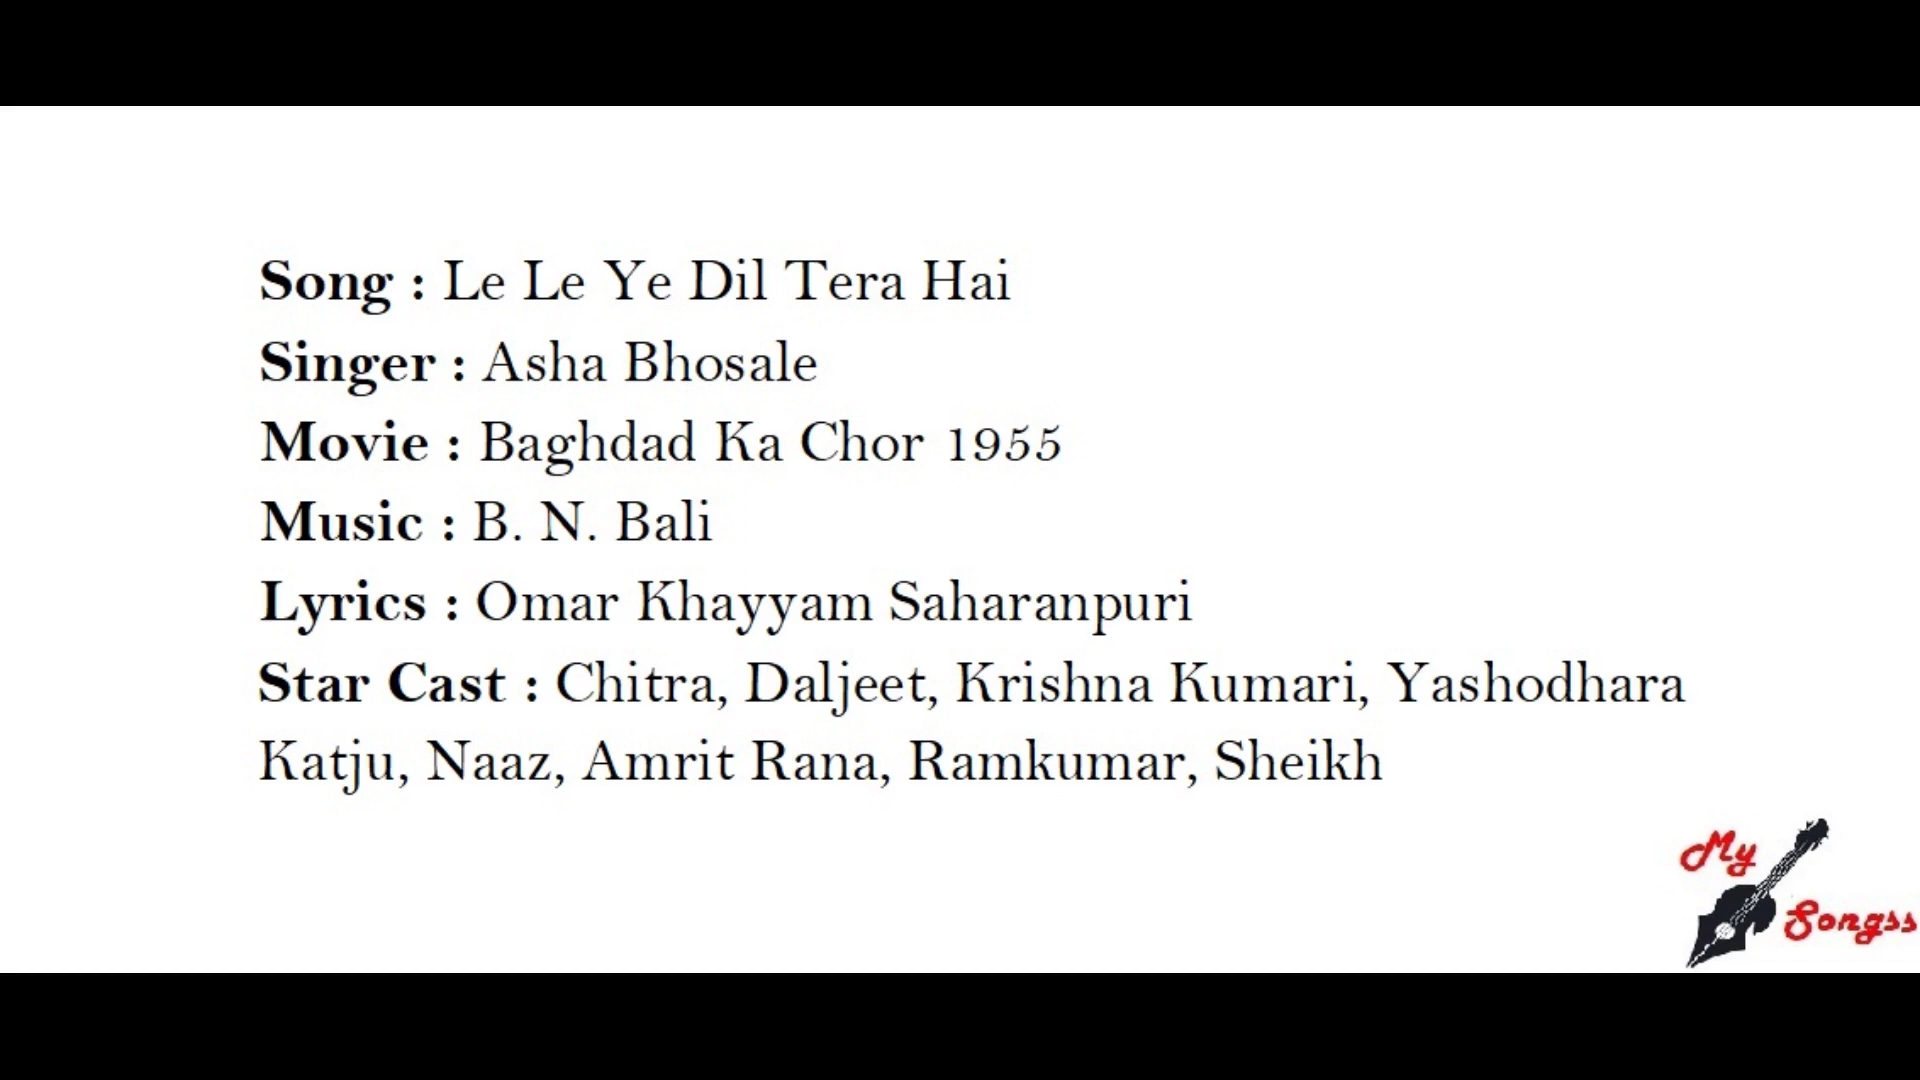 Song : Le Le Ye Dil Tera Hai
Singer : Asha Bhosale
Movie : Baghdad Ka Chor 1955
Music : B. N. Bali
Lyrics : Omar Khayyam Saharanpuri
Star Cast : Chitra, Daljeet, Krishna Kumari, Yashodhara
Katju, Naaz, Amrit Rana, Ramkumar, Sheikh
My
Songss